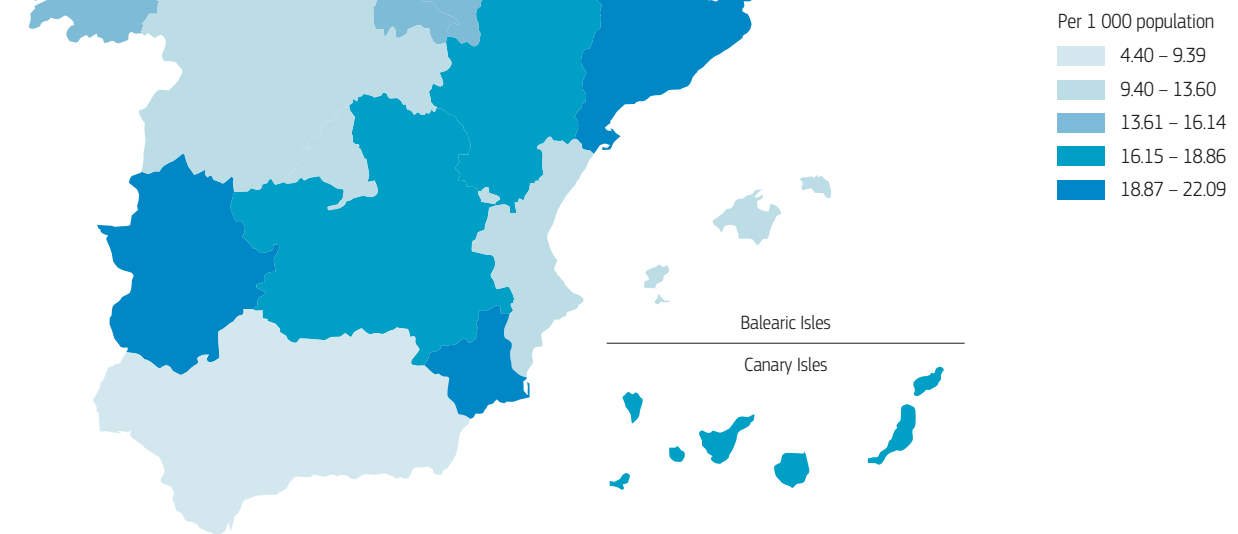 Per 1 000 population
4.40 – 9.39
9.40 – 13.60
13.61 – 16.14
16.15 – 18.86
18.87 – 22.09
Balearic Isles
Canary Isles